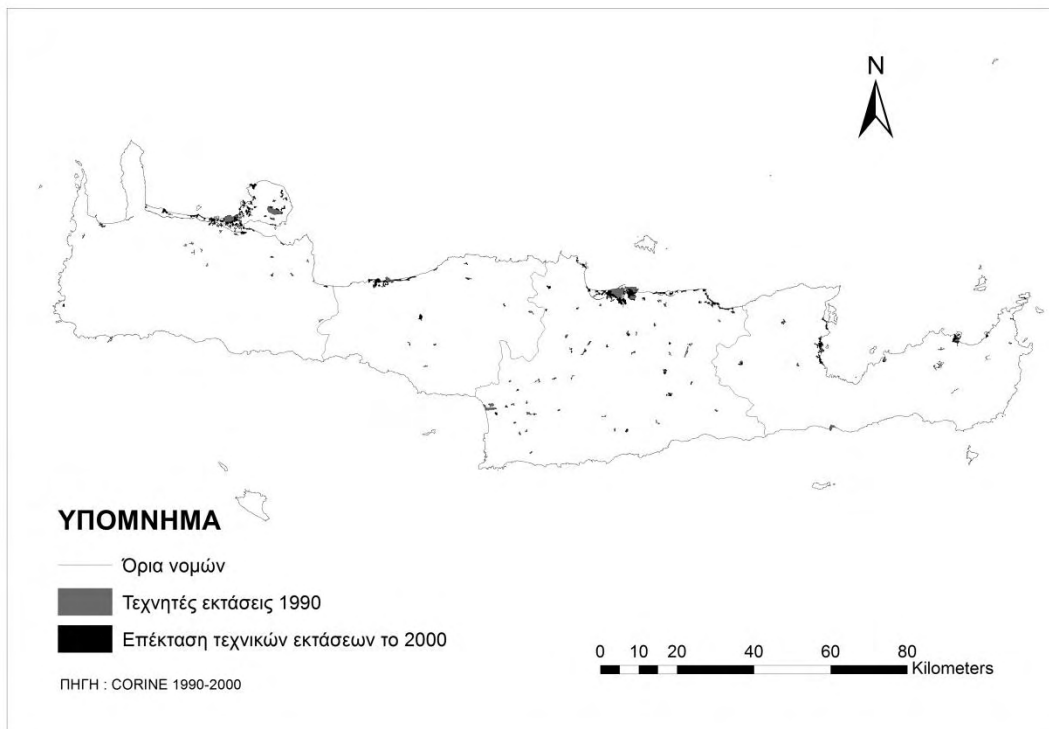 N
ΥΠΟΜΝΗΜΑ
Όρια νομών
Τεχνητές εκτάσεις 1990
Επέκταση τεχνικών εκτάσεων το 2000
ΠΗΓΗ : CORINE 1990-2000
0 10 20 40 60 80
Kilometers